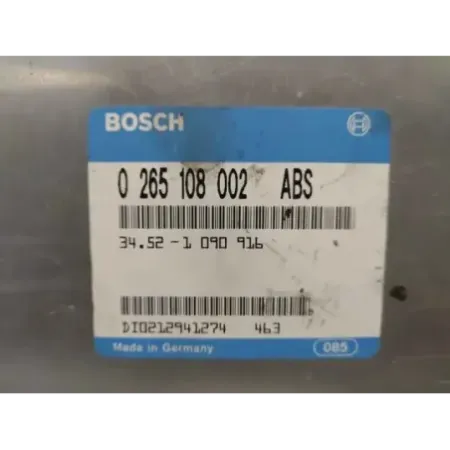 BOSCH
0 265 108 002 ABS
34.52-1 090 916
DI0212941274 463
Made in Germany 085